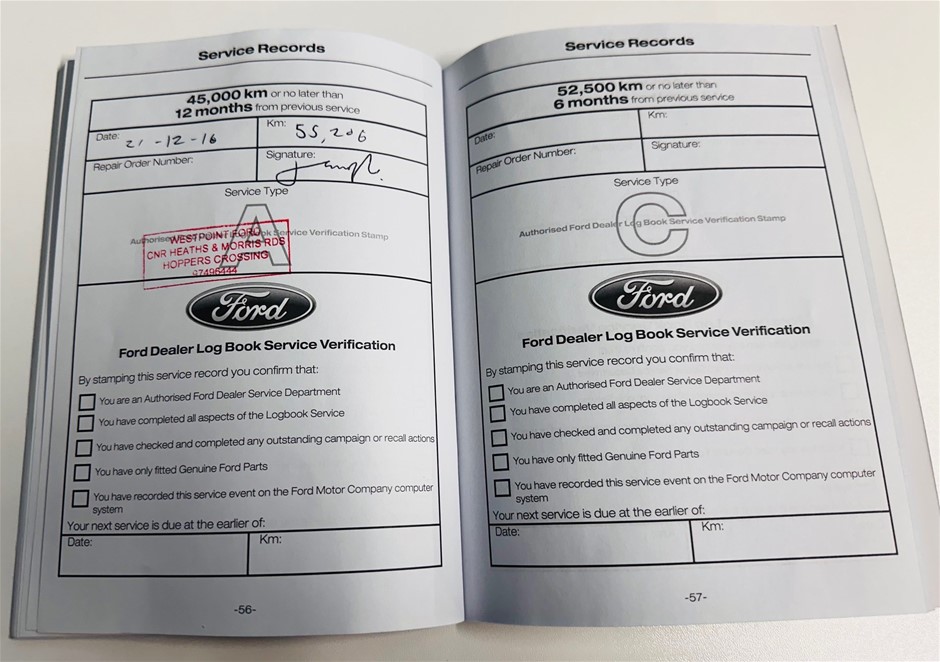 Service Records
45,000 km or no later than
12 months from previous service
Date: 21-12-16
Km: 55,206
Repair Order Number:
Signature:
Service Type
A
Authorised Ford Dealer Log Book Service Verification Stamp
WESTPOINT FORD
CNR HEATHS & MORRIS RDS
HOPPERS CROSSING
97495444
Ford
Ford Dealer Log Book Service Verification
By stamping this service record you confirm that:
You are an Authorised Ford Dealer Service Department
You have completed all aspects of the Logbook Service
You have checked and completed any outstanding campaign or recall actions
You have only fitted Genuine Ford Parts
You have recorded this service event on the Ford Motor Company computer
system
Your next service is due at the earlier of:
Date:
Km:
-56-
Service Records
52,500 km or no later than
6 months from previous service
Date:
Km:
Repair Order Number:
Signature:
Service Type
C
Authorised Ford Dealer Log Book Service Verification Stamp
Ford
Ford Dealer Log Book Service Verification
By stamping this service record you confirm that:
You are an Authorised Ford Dealer Service Department
You have completed all aspects of the Logbook Service
You have checked and completed any outstanding campaign or recall actions
You have only fitted Genuine Ford Parts
You have recorded this service event on the Ford Motor Company computer
system
Your next service is due at the earlier of:
Date:
Km:
-57-